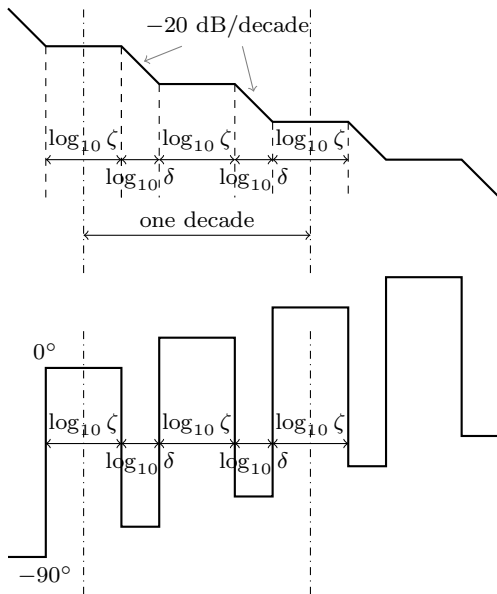 −20 dB/decade
log₁₀ ζ log₁₀ ζ log₁₀ ζ
log₁₀ δ log₁₀ δ
one decade
0°
log₁₀ ζ log₁₀ ζ log₁₀ ζ
log₁₀ δ log₁₀ δ
−90°